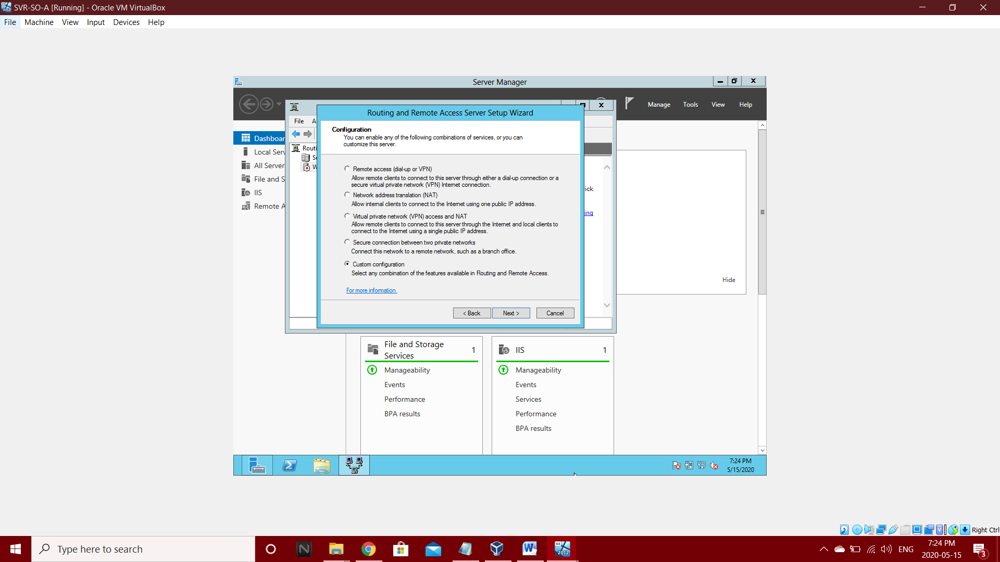 SVR-SO-A [Running] - Oracle VM VirtualBox
File Machine View Input Devices Help
Server Manager
Manage Tools View Help
Routing and Remote Access Server Setup Wizard
File A
Configuration
You can enable any of the following combinations of services, or you can
customize this server.
Dashboar
Local Serv
All Server
File and S
IIS
Remote A
Routi
Se
W
Remote access (dial-up or VPN)
Allow remote clients to connect to this server through either a dial-up connection or a
secure virtual private network (VPN) Internet connection.
Network address translation (NAT)
Allow internal clients to connect to the Internet using one public IP address.
Virtual private network (VPN) access and NAT
Allow remote clients to connect to this server through the Internet and local clients to
connect to the Internet using a single public IP address.
Secure connection between two private networks
Connect this network to a remote network, such as a branch office.
Custom configuration
Select any combination of the features available in Routing and Remote Access.
For more information
< Back Next > Cancel
ick
ing
Hide
File and Storage
Services
1
Manageability
Events
Performance
BPA results
IIS 1
Manageability
Events
Services
Performance
BPA results
7:24 PM
5/15/2020
Right Ctrl
Type here to search
64
2012
ENG
7:24 PM
2020-05-15
3